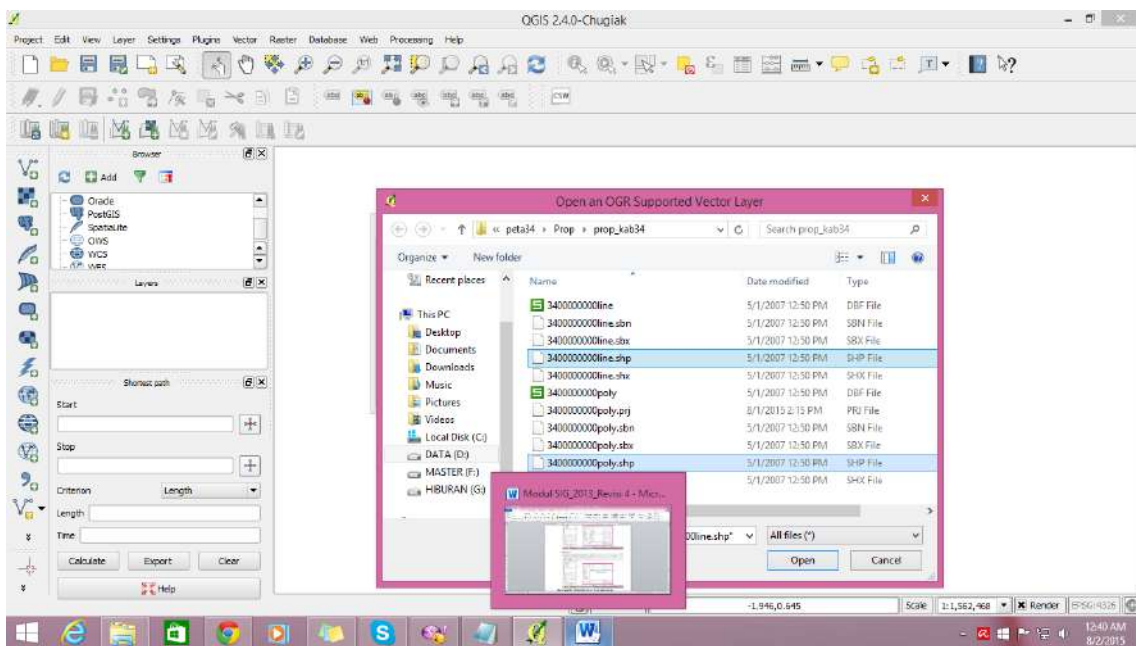 QGIS 2.4.0-Chugiak
Project Edit View Layer Settings Plugins Vector Raster Database Web Processing Help
CSW
Browser
Add
Oracle
PostGIS
SpatiaLite
OWS
WCS
WFS
Layers
Shortest path
Start
Stop
Criterion Length
Length
Time
Calculate Export Clear
Help
Open an OGR Supported Vector Layer
« peta34 › Prop › prop_kab34
Search prop_kab34
Organize New folder
Recent places
This PC
Desktop
Documents
Downloads
Music
Pictures
Videos
Local Disk (C:)
DATA (D:)
MASTER (F:)
HIBURAN (G:)
Name Date modified Type
3400000000line 5/1/2007 12:50 PM DBF File
3400000000line.sbn 5/1/2007 12:50 PM SBN File
3400000000line.sbx 5/1/2007 12:50 PM SBX File
3400000000line.shp 5/1/2007 12:50 PM SHP File
3400000000line.shx 5/1/2007 12:50 PM SHX File
3400000000poly 5/1/2007 12:50 PM DBF File
3400000000poly.prj 8/1/2015 2:15 PM PRJ File
3400000000poly.sbn 5/1/2007 12:50 PM SBN File
3400000000poly.sbx 5/1/2007 12:50 PM SBX File
3400000000poly.shp 5/1/2007 12:50 PM SHP File
5/1/2007 12:50 PM SHX File
Modul SIG_2013_Revisi 4 - Micr...
00line.shp" All files (*)
Open Cancel
-1.946,0.645 Scale 1:1,562,468 Render EPSG:4326
12:40 AM
8/2/2015